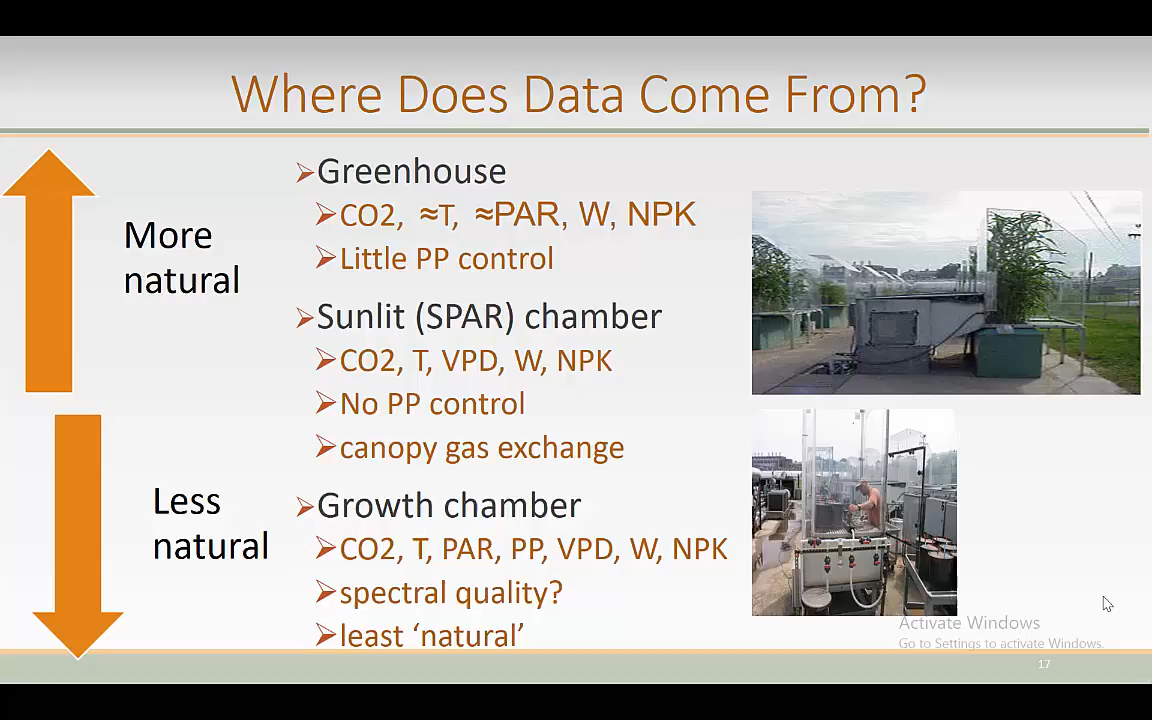 Where Does Data Come From?
More
natural
➢Greenhouse
➢CO2, ≈T, ≈PAR, W, NPK
➢Little PP control
➢Sunlit (SPAR) chamber
➢CO2, T, VPD, W, NPK
➢No PP control
➢canopy gas exchange
Less
natural
➢Growth chamber
➢CO2, T, PAR, PP, VPD, W, NPK
➢spectral quality?
➢least ‘natural’
Activate Windows
Go to Settings to activate Windows.
17